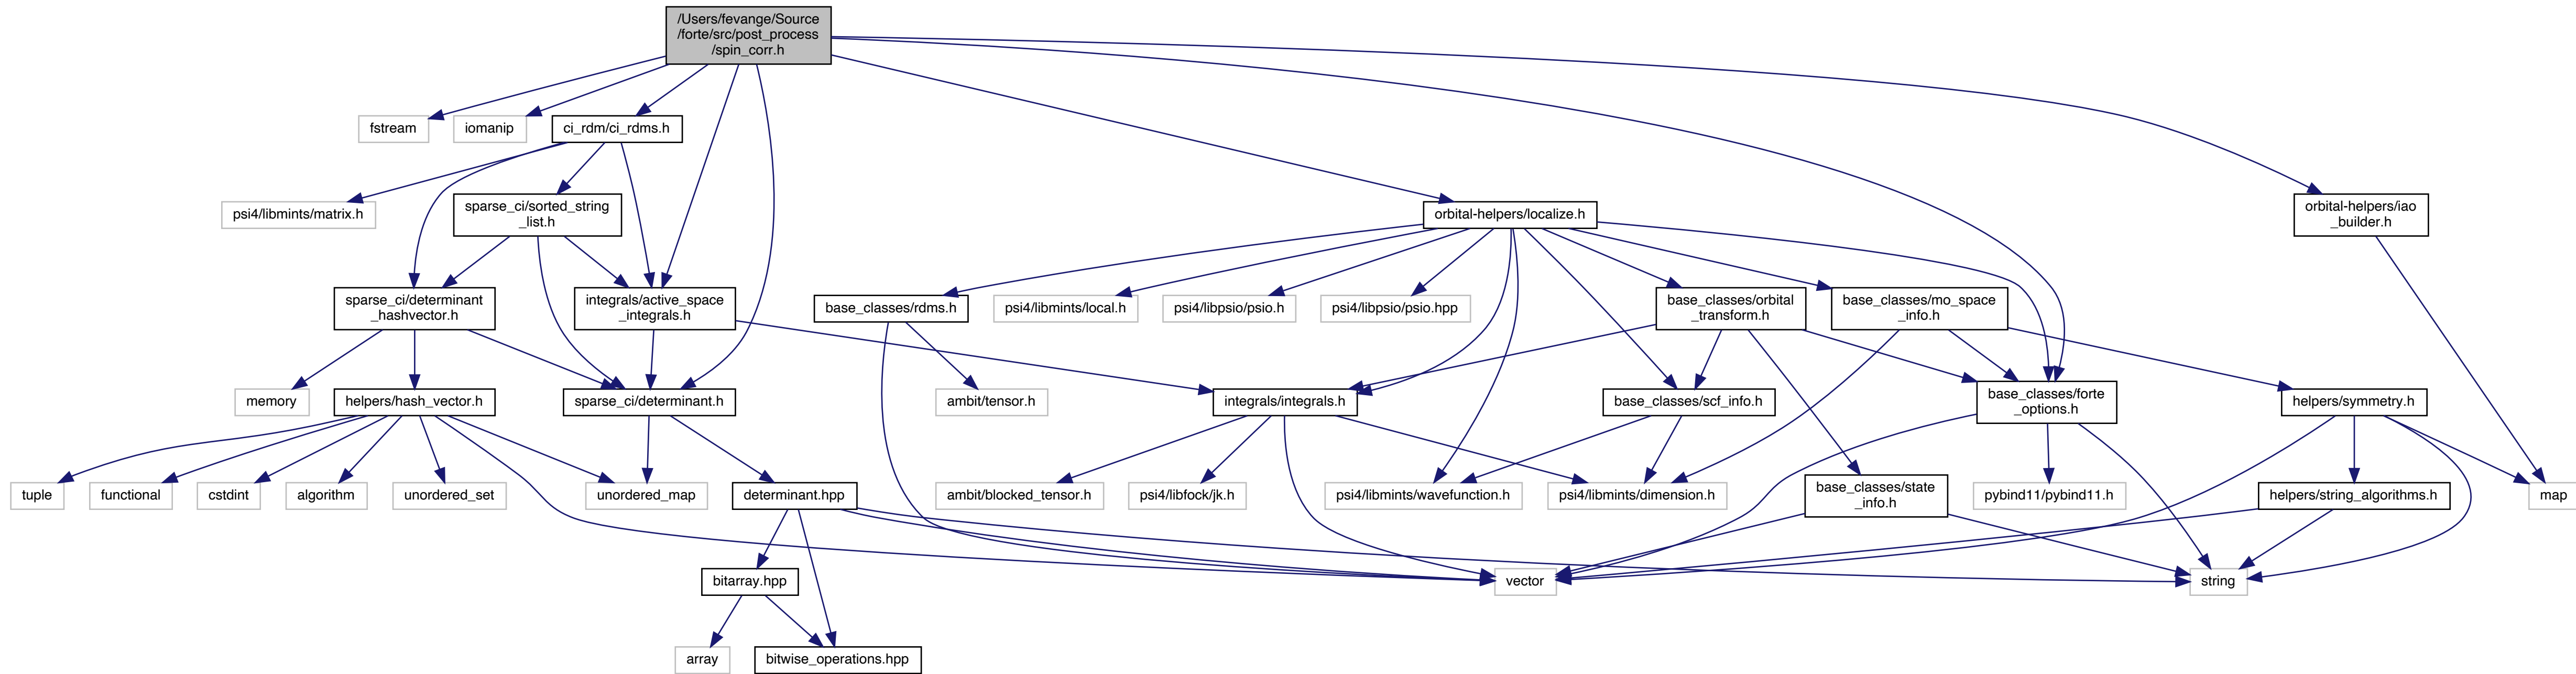 /Users/fevange/Source
/forte/src/post_process
/spin_corr.h
fstream
iomanip
ci_rdm/ci_rdms.h
psi4/libmints/matrix.h
sparse_ci/sorted_string
_list.h
orbital-helpers/localize.h
orbital-helpers/iao
_builder.h
sparse_ci/determinant
_hashvector.h
integrals/active_space
_integrals.h
base_classes/rdms.h
psi4/libmints/local.h
psi4/libpsio/psio.h
psi4/libpsio/psio.hpp
base_classes/orbital
_transform.h
base_classes/mo_space
_info.h
memory
helpers/hash_vector.h
sparse_ci/determinant.h
ambit/tensor.h
integrals/integrals.h
base_classes/scf_info.h
base_classes/forte
_options.h
helpers/symmetry.h
tuple
functional
cstdint
algorithm
unordered_set
unordered_map
determinant.hpp
ambit/blocked_tensor.h
psi4/libfock/jk.h
psi4/libmints/wavefunction.h
psi4/libmints/dimension.h
base_classes/state
_info.h
pybind11/pybind11.h
helpers/string_algorithms.h
map
bitarray.hpp
vector
string
array
bitwise_operations.hpp